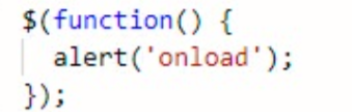 $(function() {
  alert('onload');
});